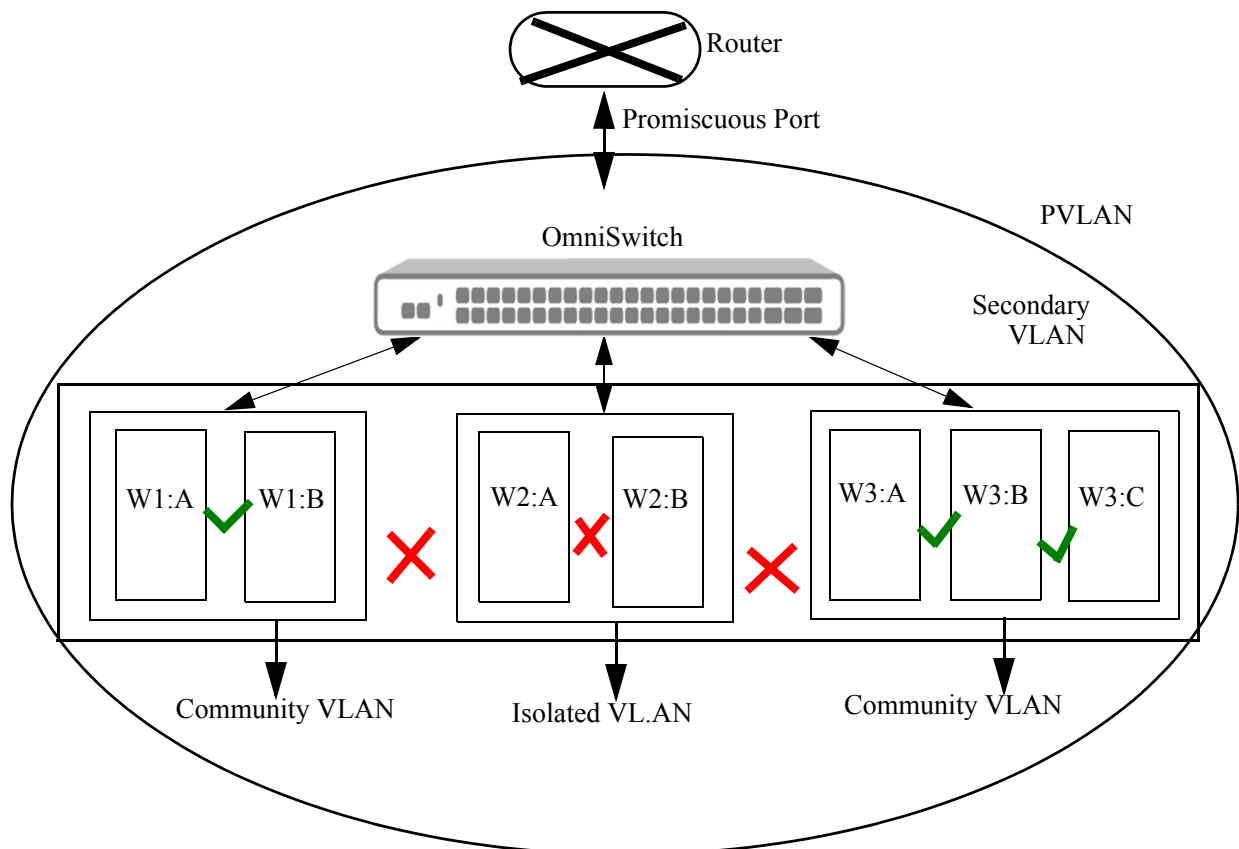 Router
Promiscuous Port
PVLAN
OmniSwitch
Secondary
VLAN
W1:A
W1:B
W2:A
W2:B
W3:A
W3:B
W3:C
Community VLAN
Isolated VL.AN
Community VLAN